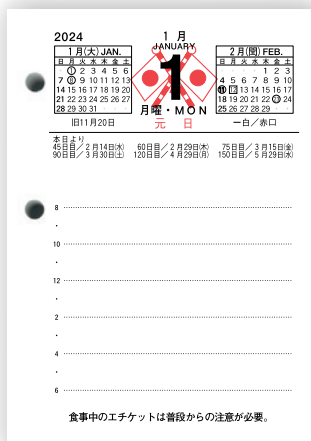 2024
1月
JANUARY
1月(大)JAN.
日 月 火 水 木 金 土
・ 1 2 3 4 5 6
7 8 9 10 11 12 13
14 15 16 17 18 19 20
21 22 23 24 25 26 27
28 29 30 31 ・ ・ ・
旧11月20日
1
月曜・MON
元日
2月(閏)FEB.
日 月 火 水 木 金 土
・ ・ ・ ・ 1 2 3
4 5 6 7 8 9 10
11 12 13 14 15 16 17
18 19 20 21 22 23 24
25 26 27 28 29 ・ ・
一白/赤口
本日より
45日目/2月14日(水) 60日目/2月29日(木) 75日目/3月15日(金)
90日目/3月30日(土) 120日目/4月29日(月) 150日目/5月29日(水)
8
・
10
・
12
・
2
・
4
・
6
食事中のエチケットは普段からの注意が必要。